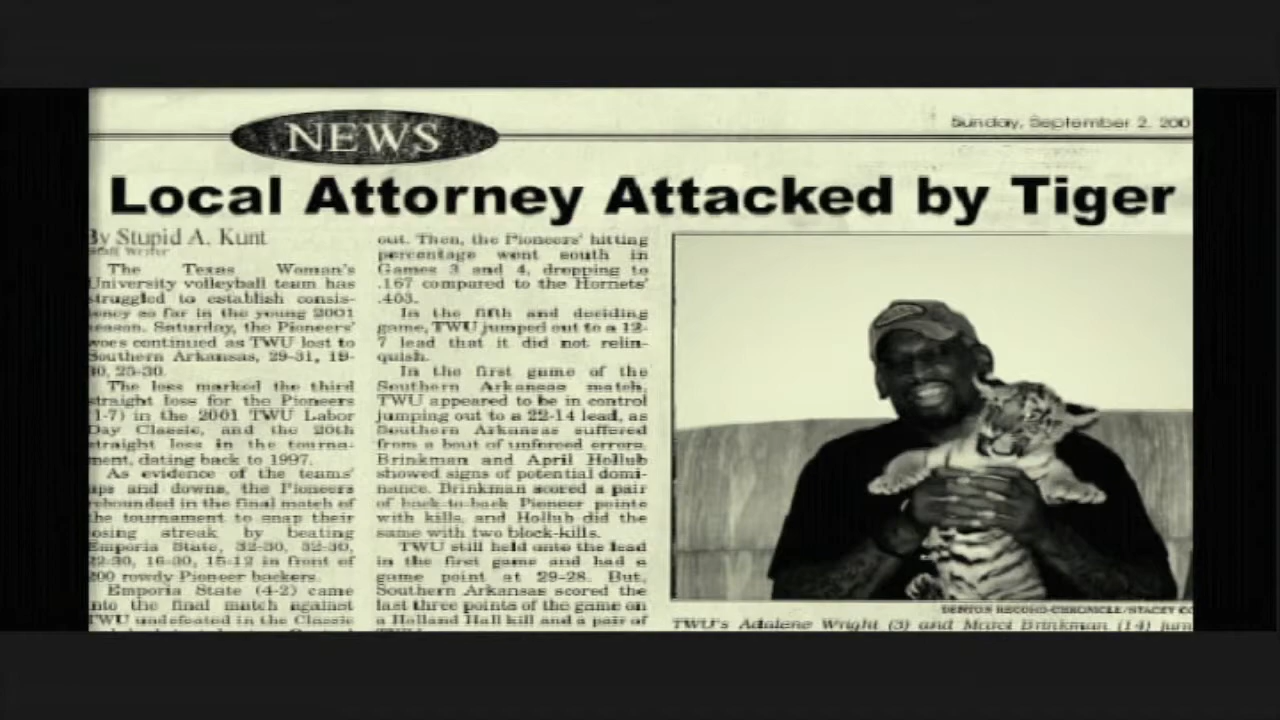 NEWS
Sunday, September 2, 200
Local Attorney Attacked by Tiger
By Stupid A. Kunt
Staff Writer
The Texas Woman's
University volleyball team has
struggled to establish consis-
ency so far in the young 2001
season. Saturday, the Pioneers'
woes continued as TWU lost to
Southern Arkansas, 29-31, 19-
30, 25-30.
The loss marked the third
straight loss for the Pioneers
(1-7) in the 2001 TWU Labor
Day Classic, and the 20th
straight loss in the tourna-
ment, dating back to 1997.
As evidence of the teams'
ups and downs, the Pioneers
rebounded in the final match of
the tournament to snap their
losing streak by beating
Emporia State, 32-30, 32-30,
22-30, 16-30, 15-12 in front of
200 rowdy Pioneer backers.
Emporia State (4-2) came
into the final match against
TWU undefeated in the Classic
out. Then, the Pioneers' hitting
percentage went south in
Games 3 and 4, dropping to
.167 compared to the Hornets'
.403.
In the fifth and deciding
game, TWU jumped out to a 12-
7 lead that it did not relin-
quish.
In the first game of the
Southern Arkansas match,
TWU appeared to be in control
jumping out to a 22-14 lead, as
Southern Arkansas suffered
from a bout of unforced errors.
Brinkman and April Hollub
showed signs of potential domi-
nance. Brinkman scored a pair
of back-to-back Pioneer points
with kills, and Hollub did the
same with two block-kills.
TWU still held onto the lead
in the first game and had a
game point at 29-28. But,
Southern Arkansas scored the
last three points of the game on
a Holland Hall kill and a pair of
DENTON RECORD-CHRONICLE/STACEY CO
TWU's Adalene Wright (3) and Marci Brinkman (14) jum